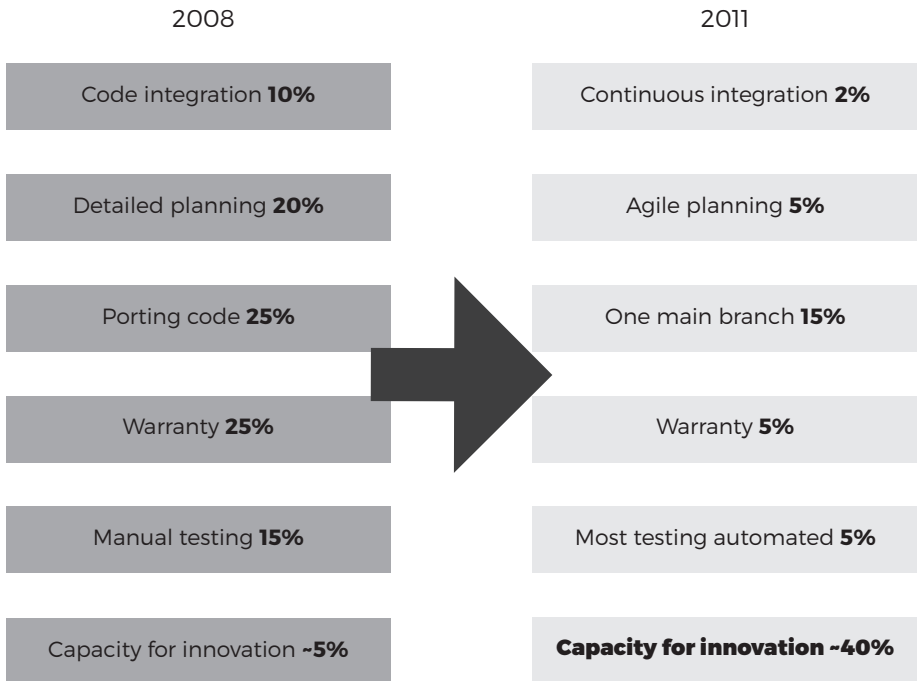 2008
Code integration 10%
Detailed planning 20%
Porting code 25%
Warranty 25%
Manual testing 15%
Capacity for innovation ~5%
2011
Continuous integration 2%
Agile planning 5%
One main branch 15%
Warranty 5%
Most testing automated 5%
Capacity for innovation ~40%